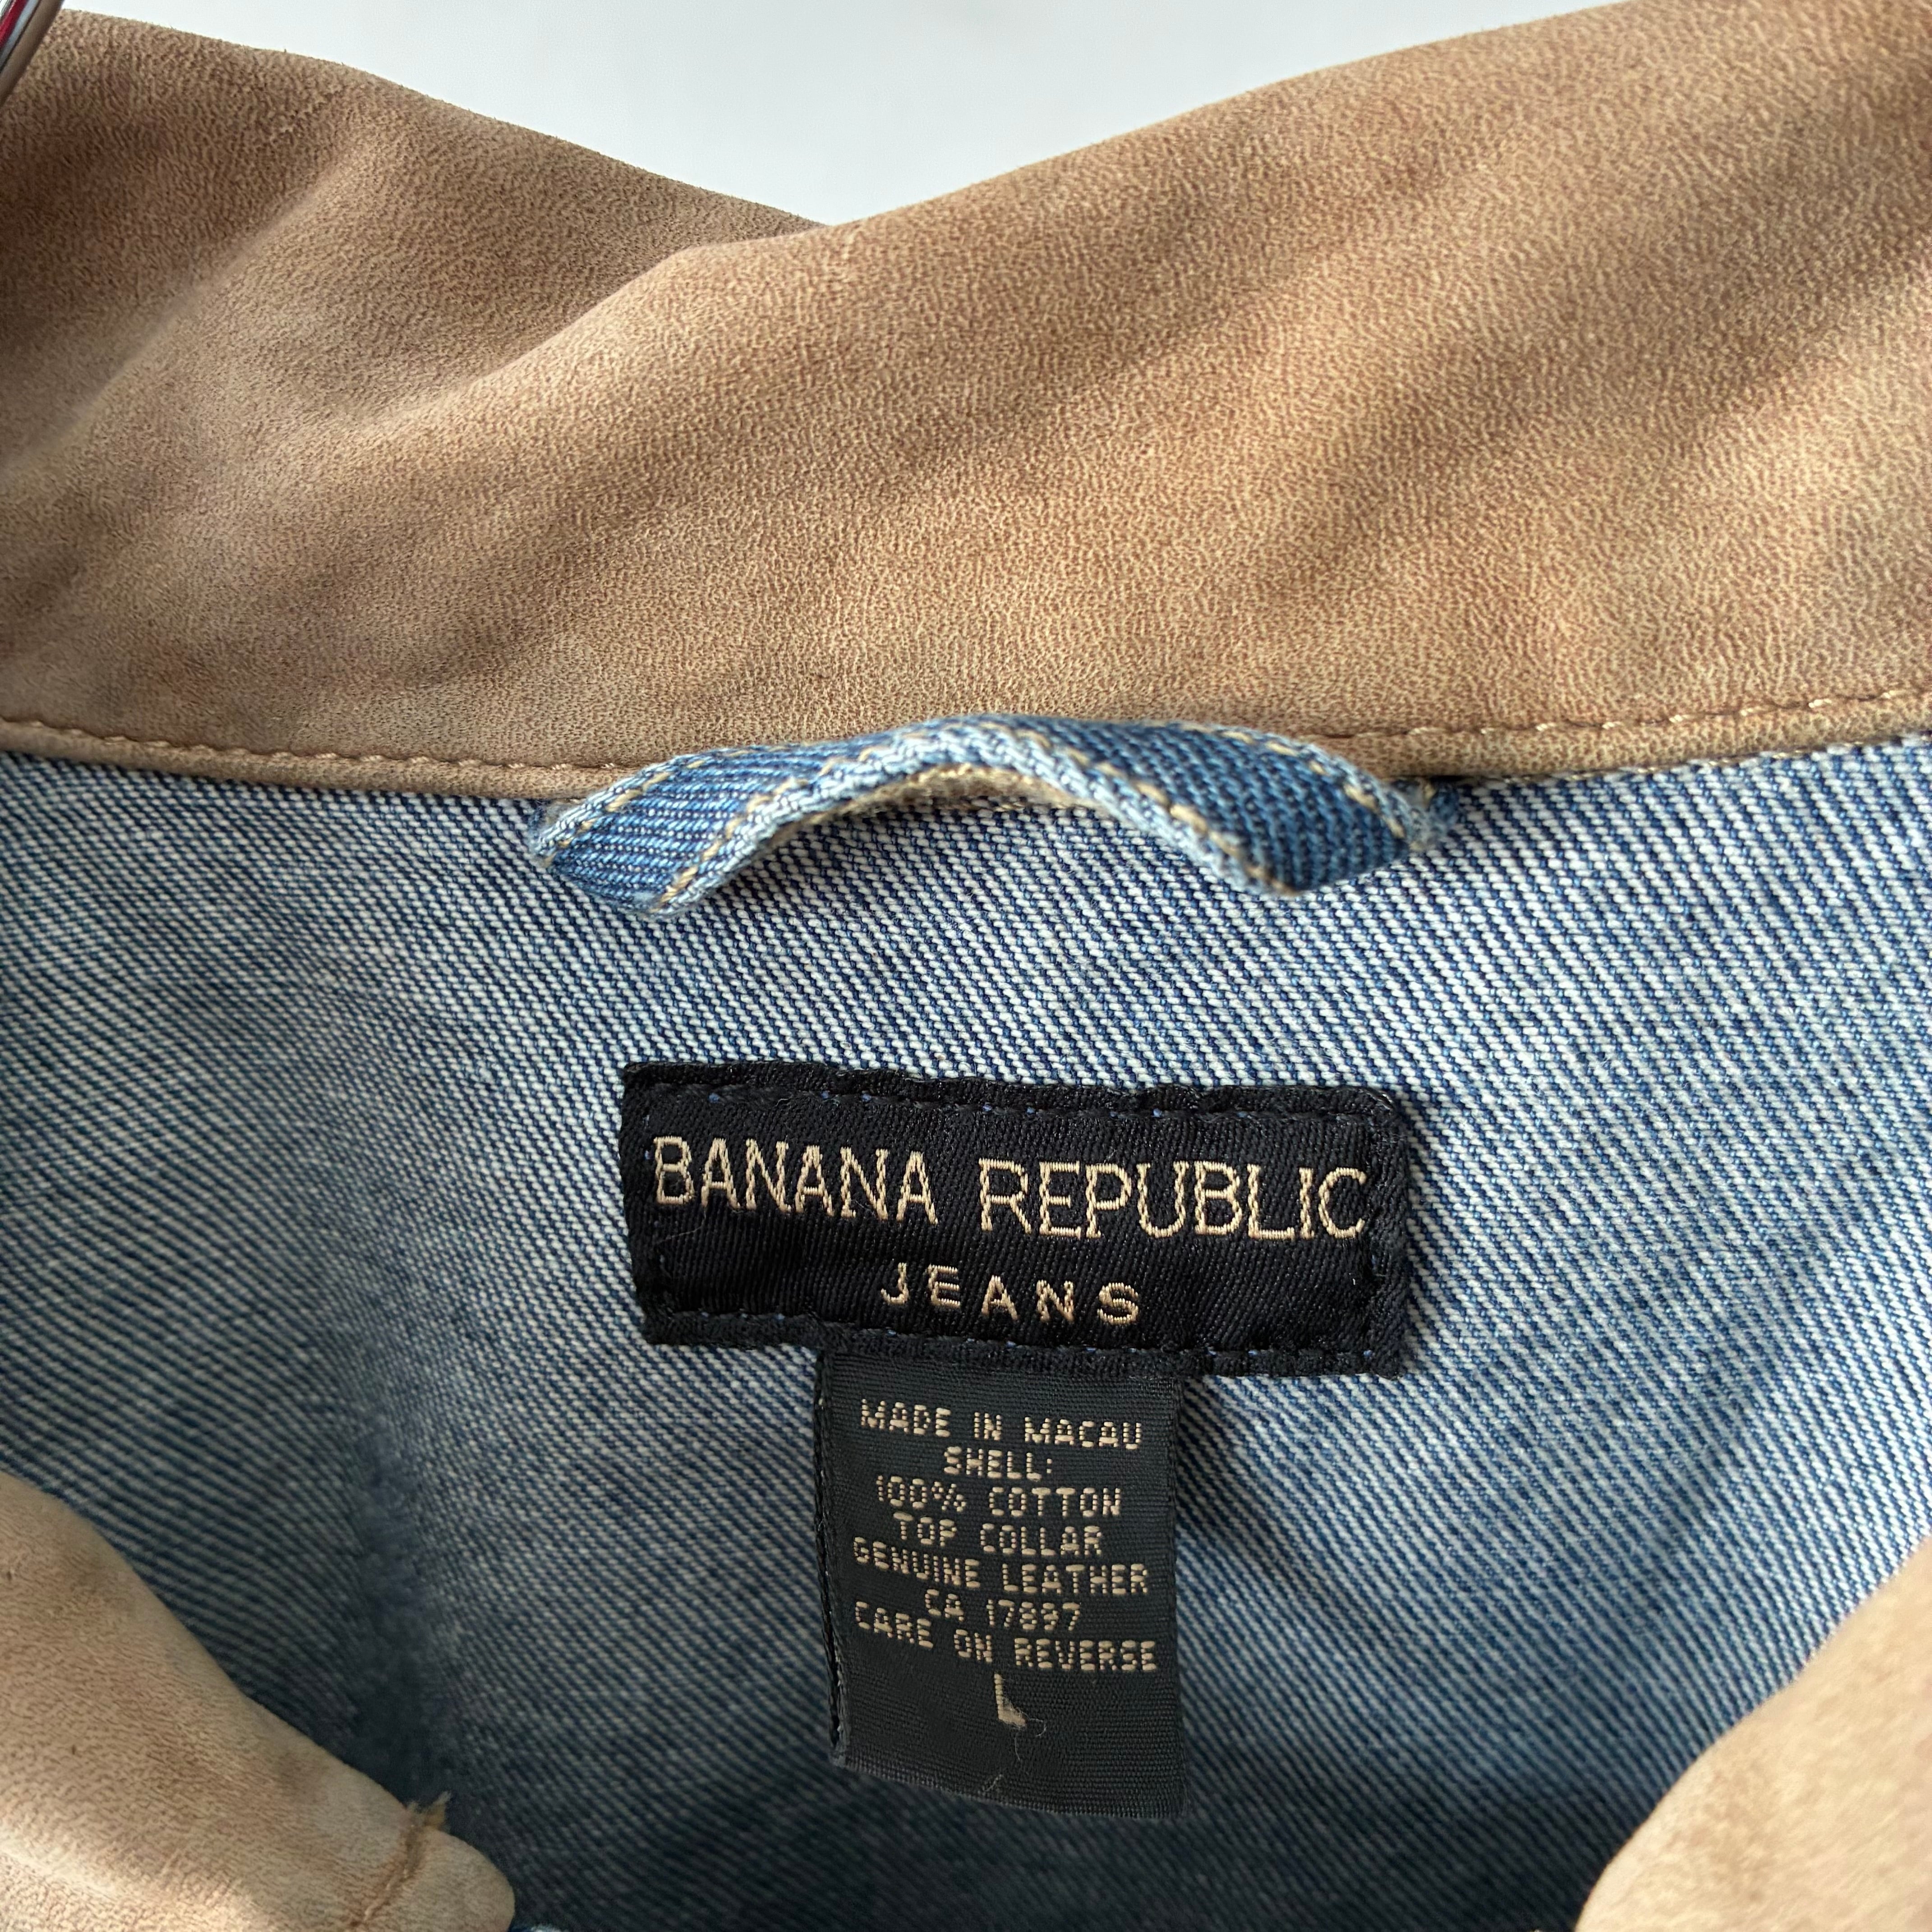 BANANA REPUBLIC
JEANS
MADE IN MACAU
SHELL:
100% COTTON
TOP COLLAR
GENUINE LEATHER
CA 17897
CARE ON REVERSE
L